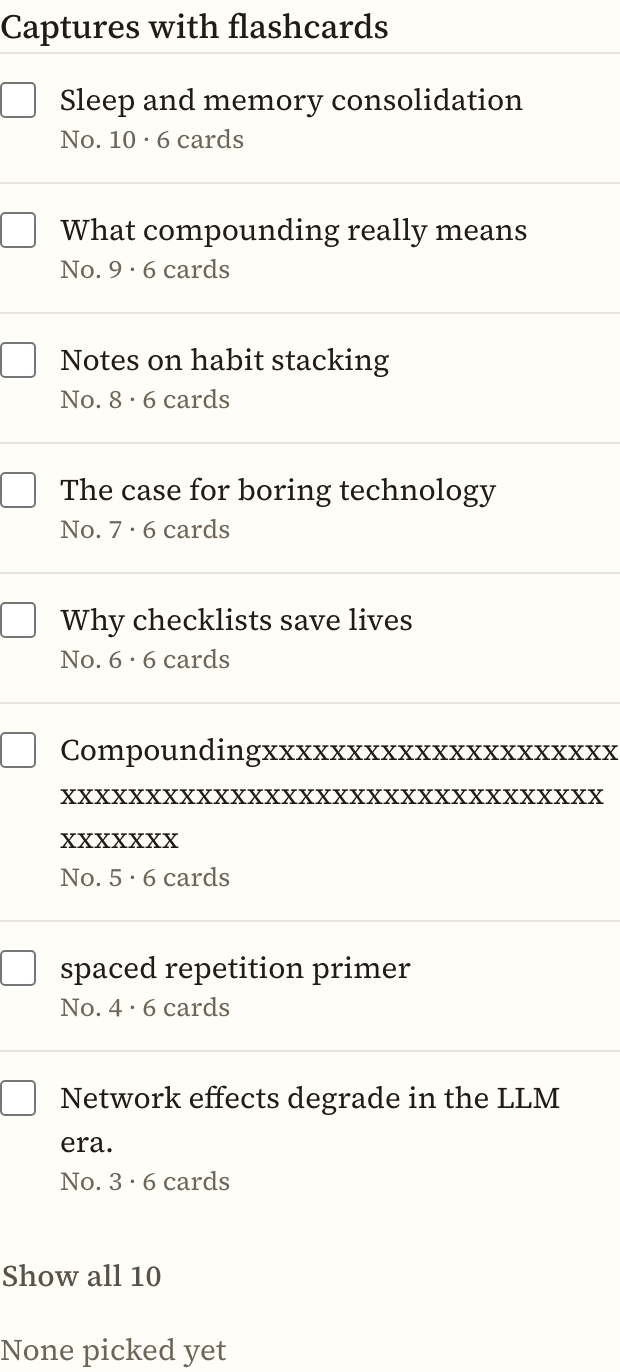 Captures with flashcards
Sleep and memory consolidation
No. 10 · 6 cards
What compounding really means
No. 9 · 6 cards
Notes on habit stacking
No. 8 · 6 cards
The case for boring technology
No. 7 · 6 cards
Why checklists save lives
No. 6 · 6 cards
Compoundingxxxxxxxxxxxxxxxxxxxxx
xxxxxxxxxxxxxxxxxxxxxxxxxxxxxxxx
xxxxxxx
No. 5 · 6 cards
spaced repetition primer
No. 4 · 6 cards
Network effects degrade in the LLM
era.
No. 3 · 6 cards
Show all 10
None picked yet